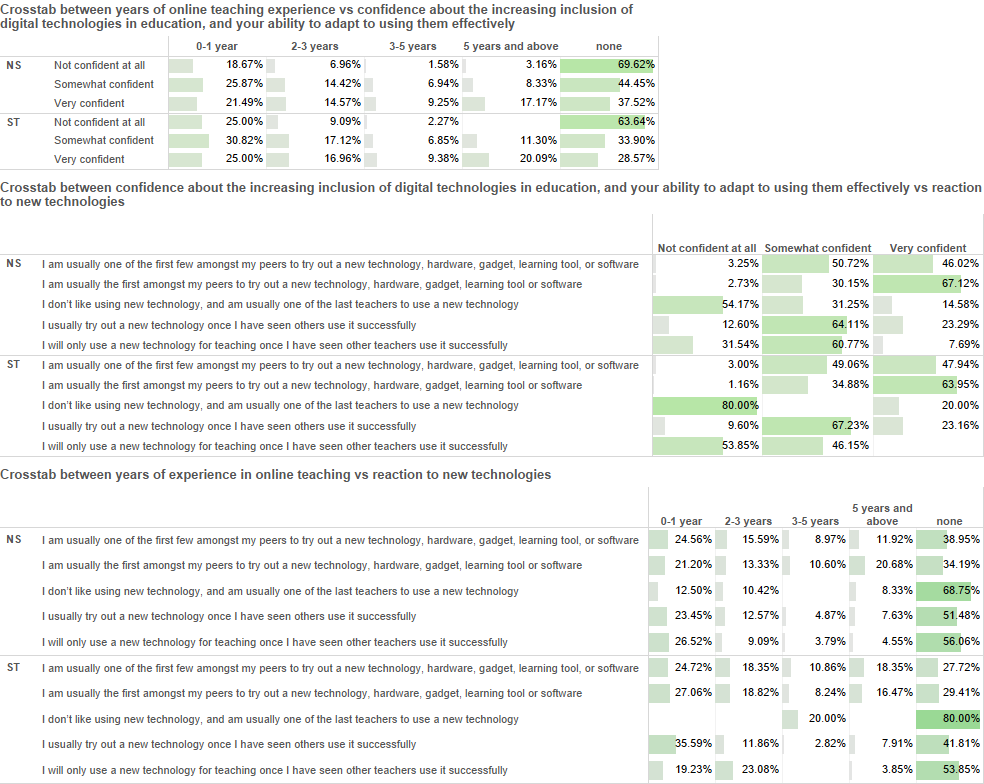 Crosstab between years of online teaching experience vs confidence about the increasing inclusion of
digital technologies in education, and your ability to adapt to using them effectively
0-1 year 2-3 years 3-5 years 5 years and above none
NS Not confident at all 18.67% 6.96% 1.58% 3.16% 69.62%
Somewhat confident 25.87% 14.42% 6.94% 8.33% 44.45%
Very confident 21.49% 14.57% 9.25% 17.17% 37.52%
ST Not confident at all 25.00% 9.09% 2.27% 63.64%
Somewhat confident 30.82% 17.12% 6.85% 11.30% 33.90%
Very confident 25.00% 16.96% 9.38% 20.09% 28.57%
Crosstab between confidence about the increasing inclusion of digital technologies in education, and your ability to adapt to using them effectively vs reaction
to new technologies
Not confident at all Somewhat confident Very confident
NS I am usually one of the first few amongst my peers to try out a new technology, hardware, gadget, learning tool, or software 3.25% 50.72% 46.02%
I am usually the first amongst my peers to try out a new technology, hardware, gadget, learning tool or software 2.73% 30.15% 67.12%
I don't like using new technology, and am usually one of the last teachers to use a new technology 54.17% 31.25% 14.58%
I usually try out a new technology once I have seen others use it successfully 12.60% 64.11% 23.29%
I will only use a new technology for teaching once I have seen other teachers use it successfully 31.54% 60.77% 7.69%
ST I am usually one of the first few amongst my peers to try out a new technology, hardware, gadget, learning tool, or software 3.00% 49.06% 47.94%
I am usually the first amongst my peers to try out a new technology, hardware, gadget, learning tool or software 1.16% 34.88% 63.95%
I don't like using new technology, and am usually one of the last teachers to use a new technology 80.00% 20.00%
I usually try out a new technology once I have seen others use it successfully 9.60% 67.23% 23.16%
I will only use a new technology for teaching once I have seen other teachers use it successfully 53.85% 46.15%
Crosstab between years of experience in online teaching vs reaction to new technologies
5 years and
0-1 year 2-3 years 3-5 years above none
NS I am usually one of the first few amongst my peers to try out a new technology, hardware, gadget, learning tool, or software 24.56% 15.59% 8.97% 11.92% 38.95%
I am usually the first amongst my peers to try out a new technology, hardware, gadget, learning tool or software 21.20% 13.33% 10.60% 20.68% 34.19%
I don't like using new technology, and am usually one of the last teachers to use a new technology 12.50% 10.42% 8.33% 68.75%
I usually try out a new technology once I have seen others use it successfully 23.45% 12.57% 4.87% 7.63% 51.48%
I will only use a new technology for teaching once I have seen other teachers use it successfully 26.52% 9.09% 3.79% 4.55% 56.06%
ST I am usually one of the first few amongst my peers to try out a new technology, hardware, gadget, learning tool, or software 24.72% 18.35% 10.86% 18.35% 27.72%
I am usually the first amongst my peers to try out a new technology, hardware, gadget, learning tool or software 27.06% 18.82% 8.24% 16.47% 29.41%
I don't like using new technology, and am usually one of the last teachers to use a new technology 20.00% 80.00%
I usually try out a new technology once I have seen others use it successfully 35.59% 11.86% 2.82% 7.91% 41.81%
I will only use a new technology for teaching once I have seen other teachers use it successfully 19.23% 23.08% 3.85% 53.85%